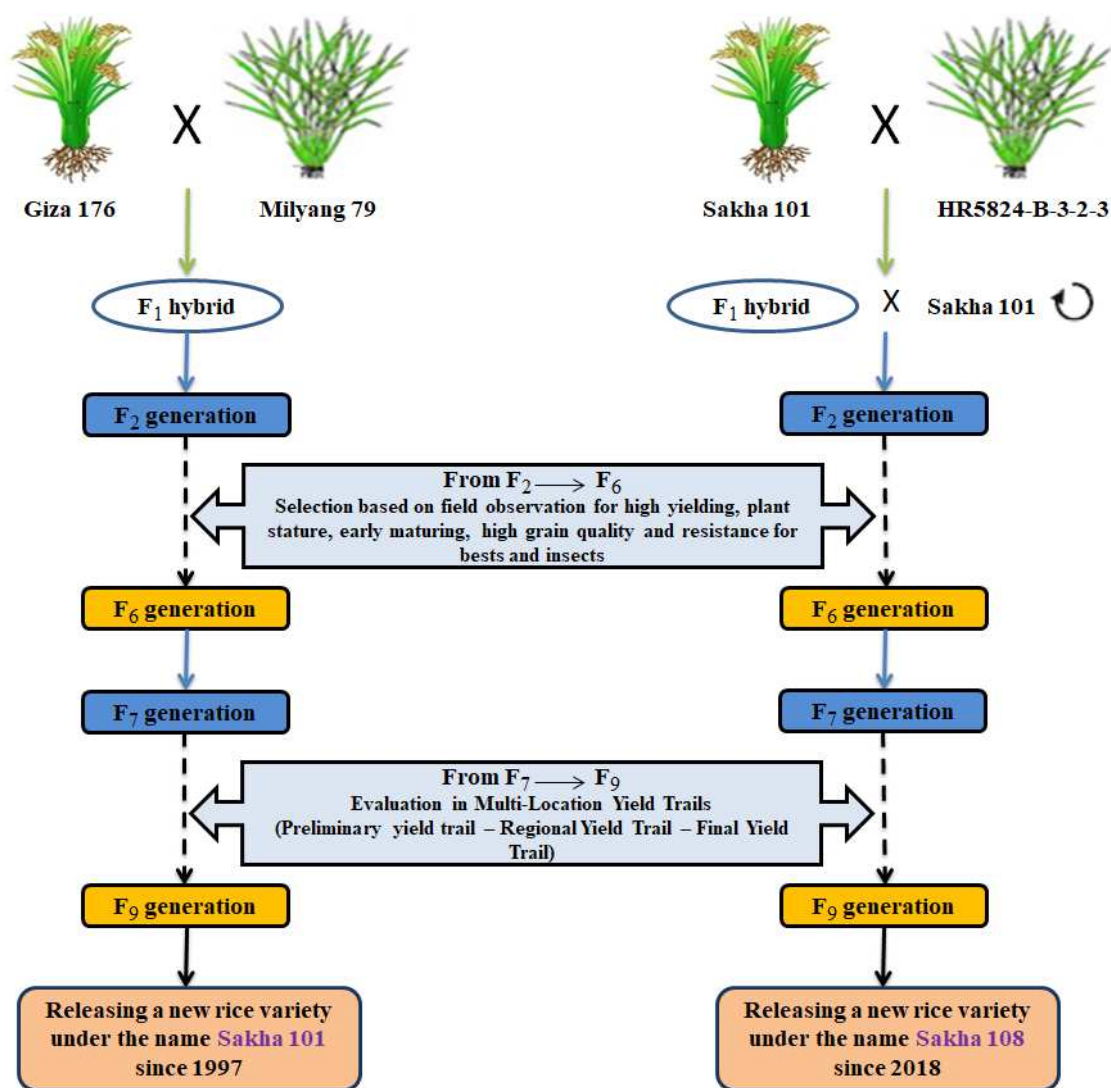 X
X
Giza 176
Milyang 79
Sakha 101
HR5824-B-3-2-3
F1 hybrid
F1 hybrid
X
Sakha 101
F2 generation
F2 generation
From F2 → F6
Selection based on field observation for high yielding, plant
stature, early maturing, high grain quality and resistance for
bests and insects
F6 generation
F6 generation
F7 generation
F7 generation
From F7 → F9
Evaluation in Multi-Location Yield Trails
(Preliminary yield trail – Regional Yield Trail – Final Yield
Trail)
F9 generation
F9 generation
Releasing a new rice variety
under the name Sakha 101
since 1997
Releasing a new rice variety
under the name Sakha 108
since 2018